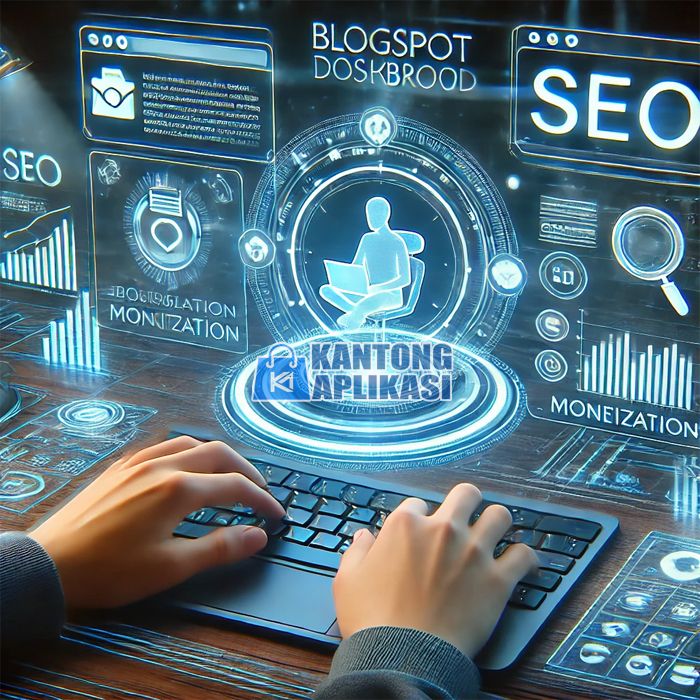 BLOGSPOT
DOSKBROOD
SEO
SEO
MONIZATION
KANTONG
APLIKASI
MONEIZATION